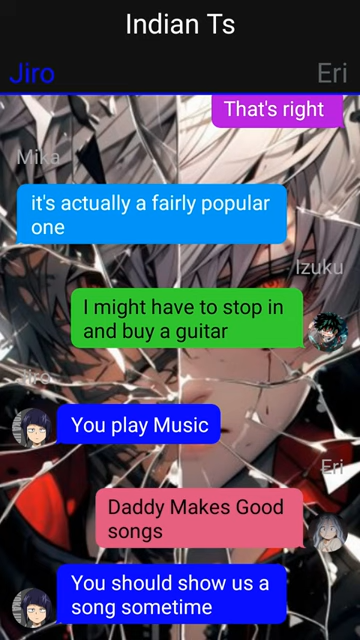 Indian Ts
Jiro
Eri
That's right
Mika
it's actually a fairly popular
one
Izuku
I might have to stop in
and buy a guitar
Jiro
You play Music
Eri
Daddy Makes Good
songs
You should show us a
song sometime